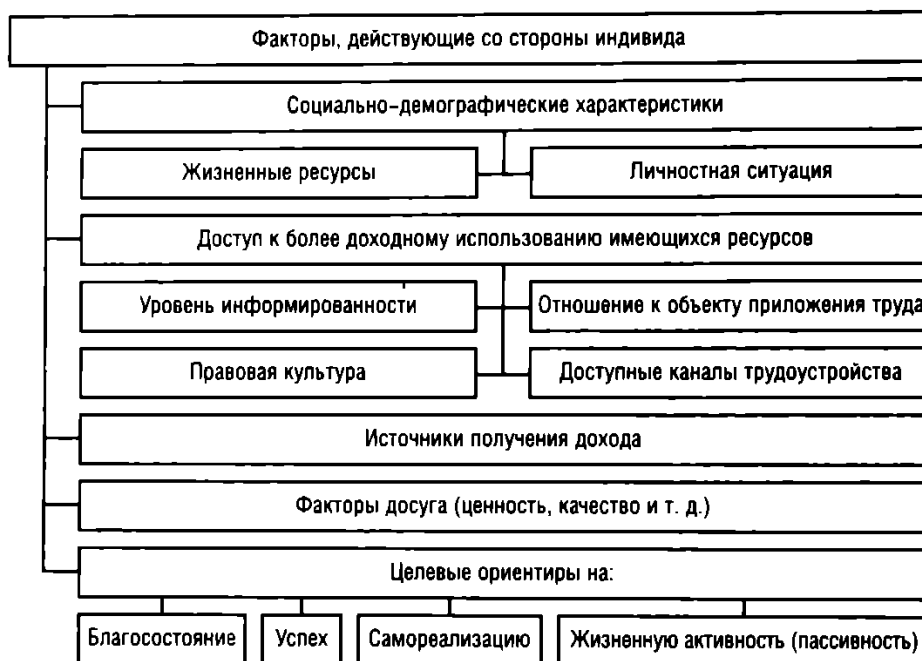 Факторы, действующие со стороны индивида
Социально-демографические характеристики
Жизненные ресурсы
Личностная ситуация
Доступ к более доходному использованию имеющихся ресурсов
Уровень информированности
Отношение к объекту приложения труда
Правовая культура
Доступные каналы трудоустройства
Источники получения дохода
Факторы досуга (ценность, качество и т. д.)
Целевые ориентиры на:
Благосостояние
Успех
Самореализацию
Жизненную активность (пассивность)